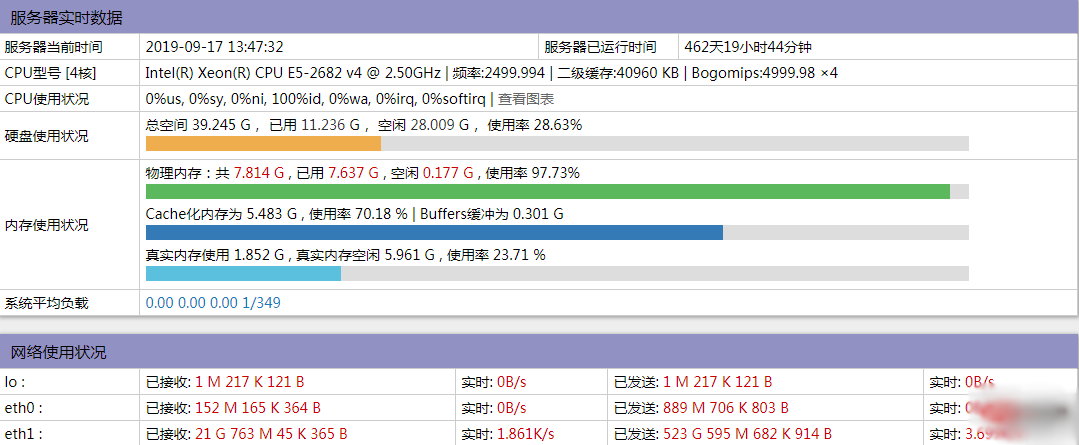 服务器实时数据
服务器当前时间 2019-09-17 13:47:32 服务器已运行时间 462天19小时44分钟
CPU型号 [4核] Intel(R) Xeon(R) CPU E5-2682 v4 @ 2.50GHz | 频率:2499.994 | 二级缓存:40960 KB | Bogomips:4999.98 ×4
CPU使用状况 0%us, 0%sy, 0%ni, 100%id, 0%wa, 0%irq, 0%softirq | 查看图表
硬盘使用状况 总空间 39.245 G , 已用 11.236 G , 空闲 28.009 G , 使用率 28.63%
内存使用状况
物理内存：共 7.814 G , 已用 7.637 G , 空闲 0.177 G , 使用率 97.73%
Cache化内存为 5.483 G , 使用率 70.18 % | Buffers缓冲为 0.301 G
真实内存使用 1.852 G , 真实内存空闲 5.961 G , 使用率 23.71 %
系统平均负载 0.00 0.00 0.00 1/349
网络使用状况
lo : 已接收: 1 M 217 K 121 B 实时: 0B/s 已发送: 1 M 217 K 121 B 实时: 0B/s
eth0 : 已接收: 152 M 165 K 364 B 实时: 0B/s 已发送: 889 M 706 K 803 B 实时:
eth1 : 已接收: 21 G 763 M 45 K 365 B 实时: 1.861K/s 已发送: 523 G 595 M 682 K 914 B 实时: